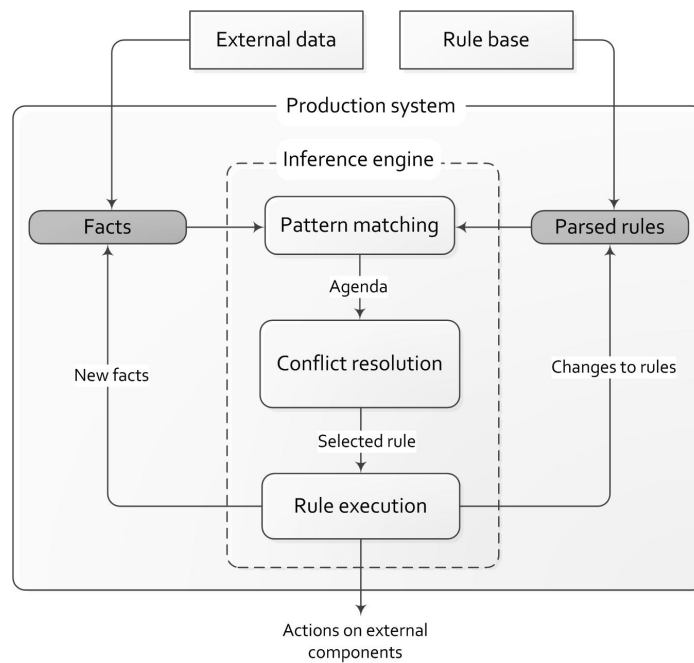 External data
Rule base
Production system
Inference engine
Facts
Pattern matching
Parsed rules
Agenda
Conflict resolution
New facts
Changes to rules
Selected rule
Rule execution
Actions on external
components